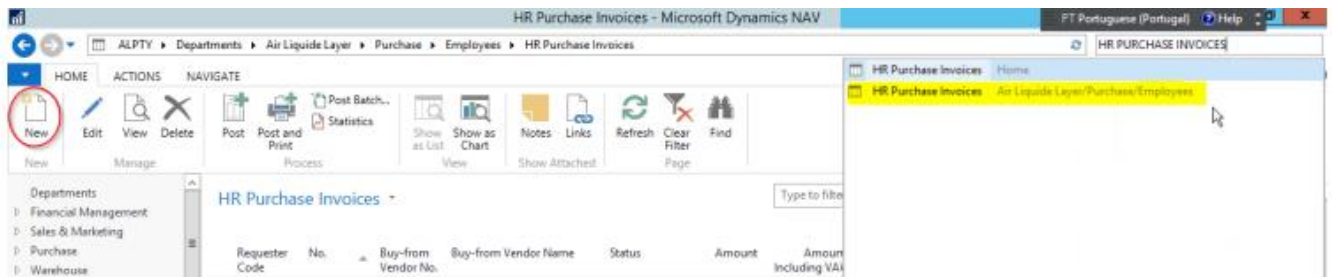 HR Purchase Invoices - Microsoft Dynamics NAV
PT Portuguese (Portugal) Help
ALPTY Departments Air Liquide Layer Purchase Employees HR Purchase Invoices
HR PURCHASE INVOICES
HOME ACTIONS NAVIGATE
HR Purchase Invoices Home
HR Purchase Invoices Air Liquide Layer/Purchase/Employees
New
Edit
View
Delete
Post
Post and Print
Post Batch...
Statistics
Show as List
Show as Chart
Notes
Links
Refresh
Clear Filter
Find
New Manage Process View Show Attached Page
Departments
Financial Management
Sales & Marketing
Purchase
Warehouse
HR Purchase Invoices
Type to filte
Requester Code
No.
Buy-from Vendor No.
Buy-from Vendor Name
Status
Amount
Amoun
Including VA